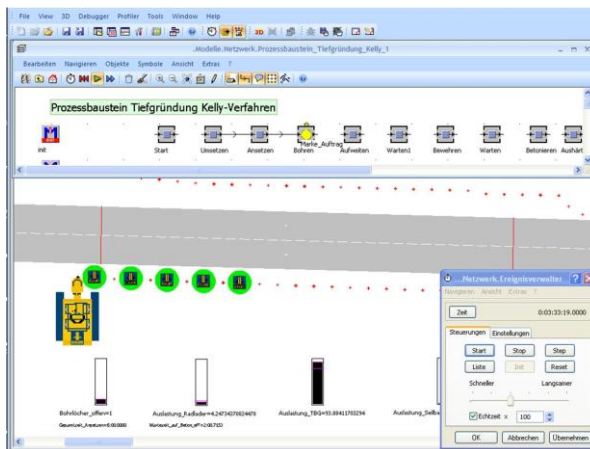 File View 3D Debugger Profiler Tools Window Help
.Modelle.Netzwerk.Prozessbaustein_Tiefgründung_Kelly_1
Bearbeiten Navigieren Objekte Symbole Ansicht Extras ?
Prozessbaustein Tiefgründung Kelly-Verfahren
Marke_Auftrag
Init Start Umsetzen Ansetzen Bohren Aufweiten Warten1 Bewehren Warten Betonieren Aushärt
...Netzwerk.Ereignisverwalter
Navigieren Ansicht Extras ?
Zeit 0:03:33:19.0000
Steuerungen Einstellungen
Start Stop Step
Liste Init Reset
Schneller Langsamer
Echtzeit x 100
OK Abbrechen Übernehmen
Bohrlöcher_offen=1